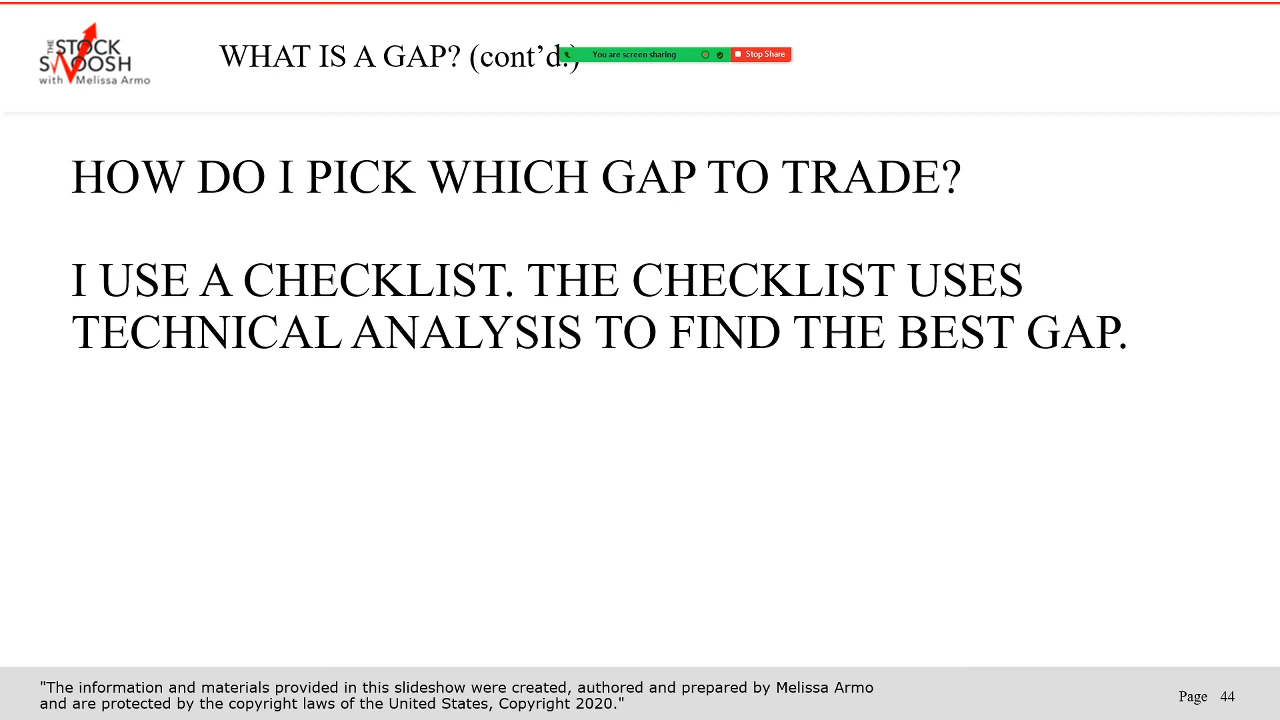 THE
STOCK
SWOOSH
with Melissa Armo
WHAT IS A GAP? (cont’d.)
You are screen sharing
Stop Share
HOW DO I PICK WHICH GAP TO TRADE?
I USE A CHECKLIST. THE CHECKLIST USES
TECHNICAL ANALYSIS TO FIND THE BEST GAP.
"The information and materials provided in this slideshow were created, authored and prepared by Melissa Armo
and are protected by the copyright laws of the United States, Copyright 2020."
Page 44